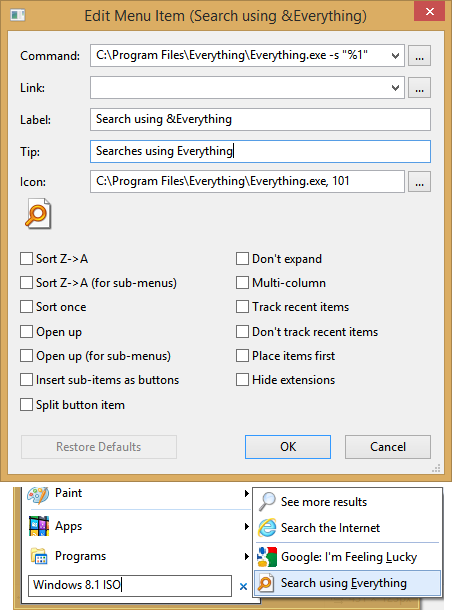 Edit Menu Item (Search using &Everything)
Command: C:\Program Files\Everything\Everything.exe -s "%1" ...
Link: ...
Label: Search using &Everything
Tip: Searches using Everything
Icon: C:\Program Files\Everything\Everything.exe, 101 ...
Sort Z->A Don't expand
Sort Z->A (for sub-menus) Multi-column
Sort once Track recent items
Open up Don't track recent items
Open up (for sub-menus) Place items first
Insert sub-items as buttons Hide extensions
Split button item
Restore Defaults OK Cancel
Paint
Apps
Programs
Windows 8.1 ISO
See more results
Search the Internet
Google: I'm Feeling Lucky
Search using Everything